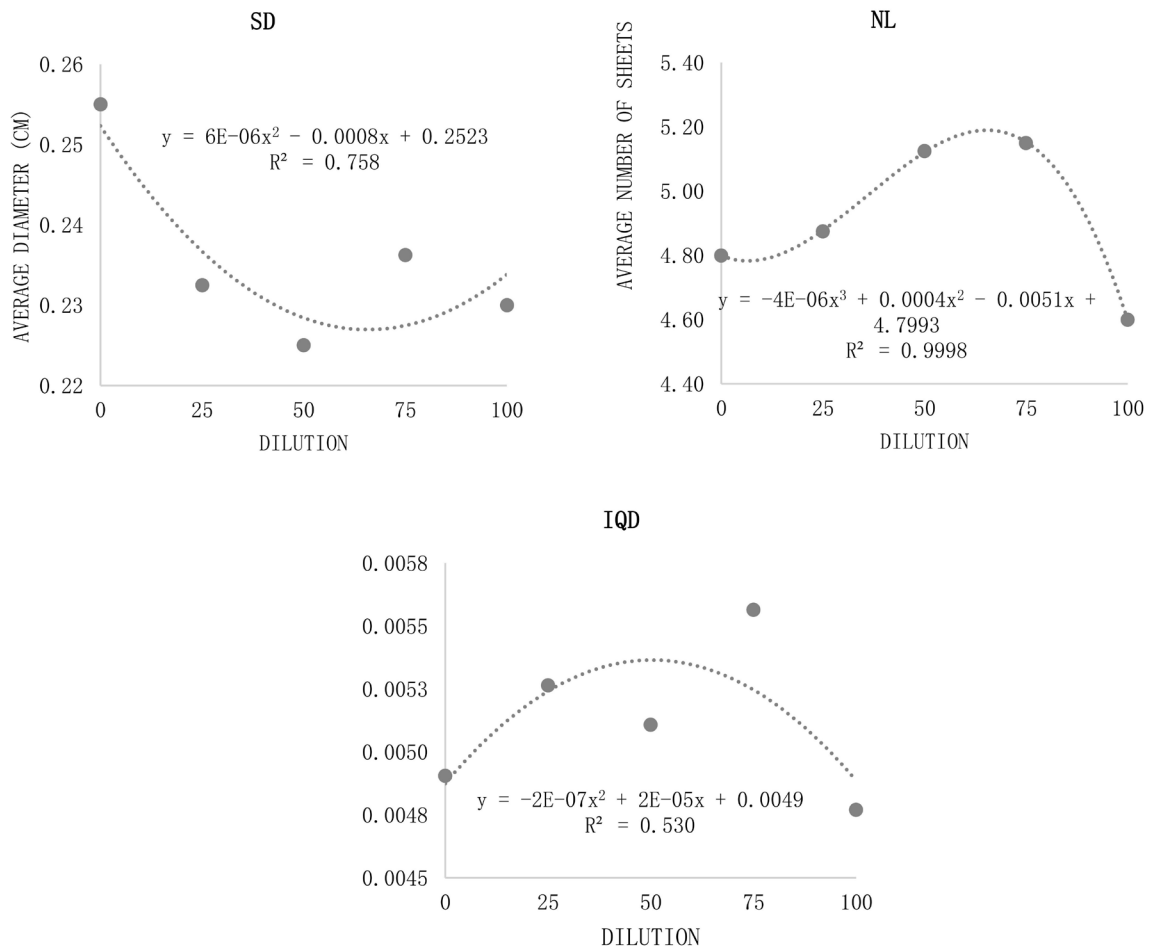 SD
AVERAGE DIAMETER (CM)
0.26
0.25
0.24
0.23
0.22
y = 6E-06x² - 0.0008x + 0.2523
R² = 0.758
0 25 50 75 100
DILUTION
NL
AVERAGE NUMBER OF SHEETS
5.40
5.20
5.00
4.80
4.60
4.40
y = -4E-06x³ + 0.0004x² - 0.0051x +
4.7993
R² = 0.9998
0 25 50 75 100
DILUTION
IQD
0.0058
0.0055
0.0053
0.0050
0.0048
0.0045
y = -2E-07x² + 2E-05x + 0.0049
R² = 0.530
0 25 50 75 100
DILUTION